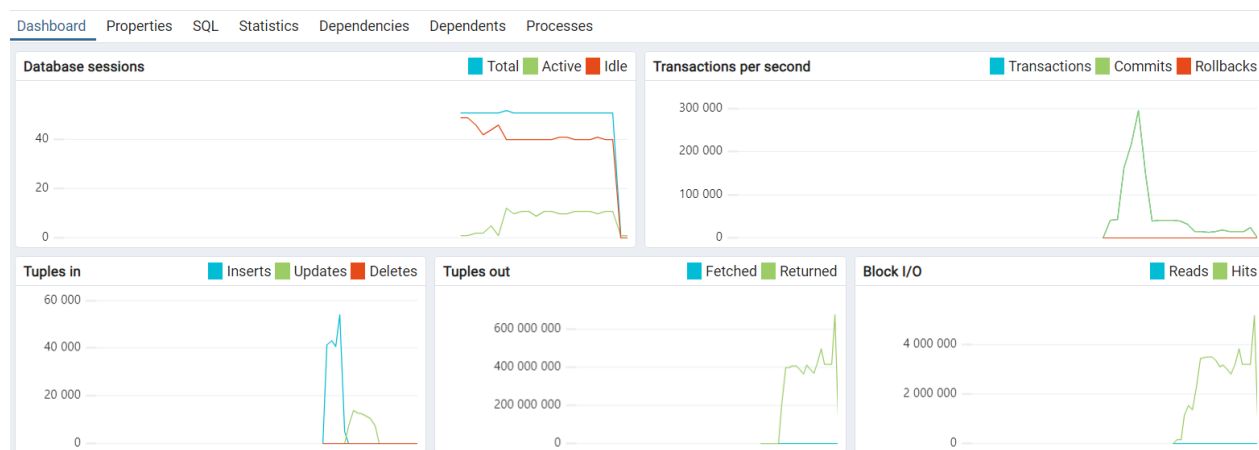 Dashboard Properties SQL Statistics Dependencies Dependents Processes
Database sessions Total Active Idle
40
20
0
Transactions per second Transactions Commits Rollbacks
300 000
200 000
100 000
0
Tuples in Inserts Updates Deletes
60 000
40 000
20 000
0
Tuples out Fetched Returned
600 000 000
400 000 000
200 000 000
0
Block I/O Reads Hits
4 000 000
2 000 000
0